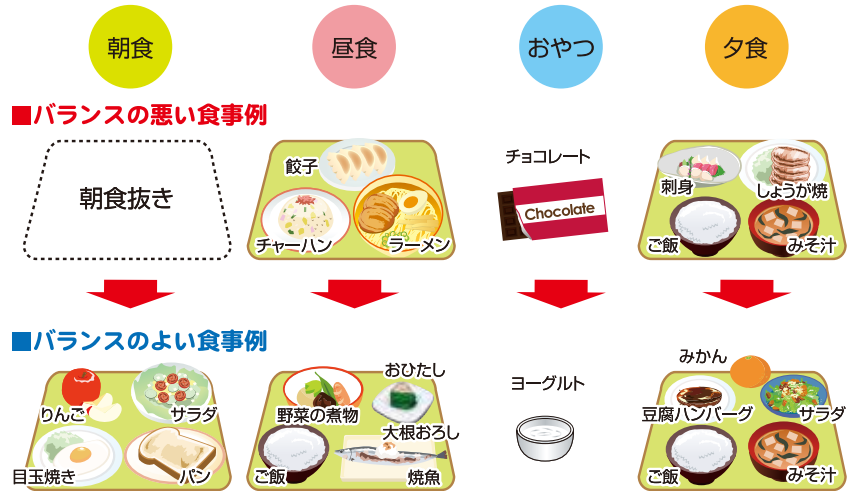 朝食
昼食
おやつ
夕食
■バランスの悪い食事例
朝食抜き
餃子
チャーハン
ラーメン
チョコレート
Chocolate
刺身
しょうが焼
ご飯
みそ汁
■バランスのよい食事例
りんご
サラダ
目玉焼き
パン
おひたし
野菜の煮物
大根おろし
ご飯
焼魚
ヨーグルト
みかん
豆腐ハンバーグ
サラダ
ご飯
みそ汁